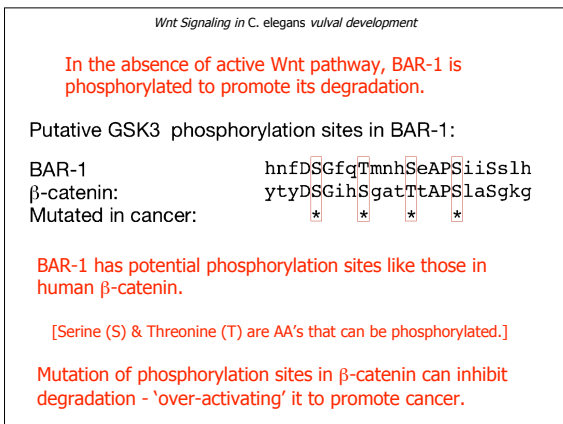 Wnt Signaling in C. elegans vulval development
In the absence of active Wnt pathway, BAR-1 is
phosphorylated to promote its degradation.
Putative GSK3 phosphorylation sites in BAR-1:
BAR-1 hnfDSGfqTmnhSeAPSiiSslh
β-catenin: ytyDSGihSgatTtAPSlaSgkg
Mutated in cancer: * * * *
BAR-1 has potential phosphorylation sites like those in
human β-catenin.
[Serine (S) & Threonine (T) are AA's that can be phosphorylated.]
Mutation of phosphorylation sites in β-catenin can inhibit
degradation - 'over-activating' it to promote cancer.